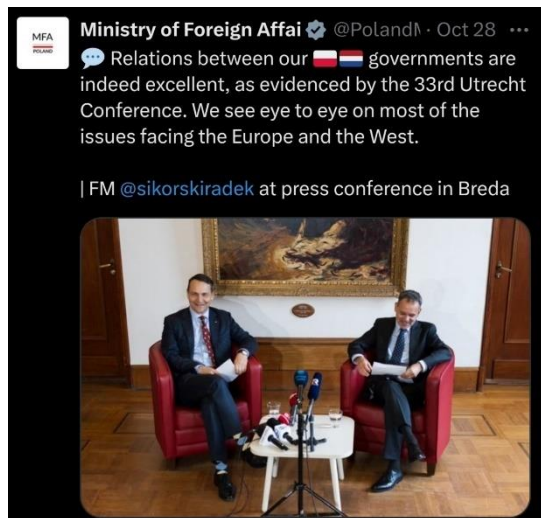 MFA
POLAND
Ministry of Foreign Affai @PolandM · Oct 28 ...
💬 Relations between our 🇵🇱🇳🇱 governments are
indeed excellent, as evidenced by the 33rd Utrecht
Conference. We see eye to eye on most of the
issues facing the Europe and the West.
| FM @sikorskiradek at press conference in Breda